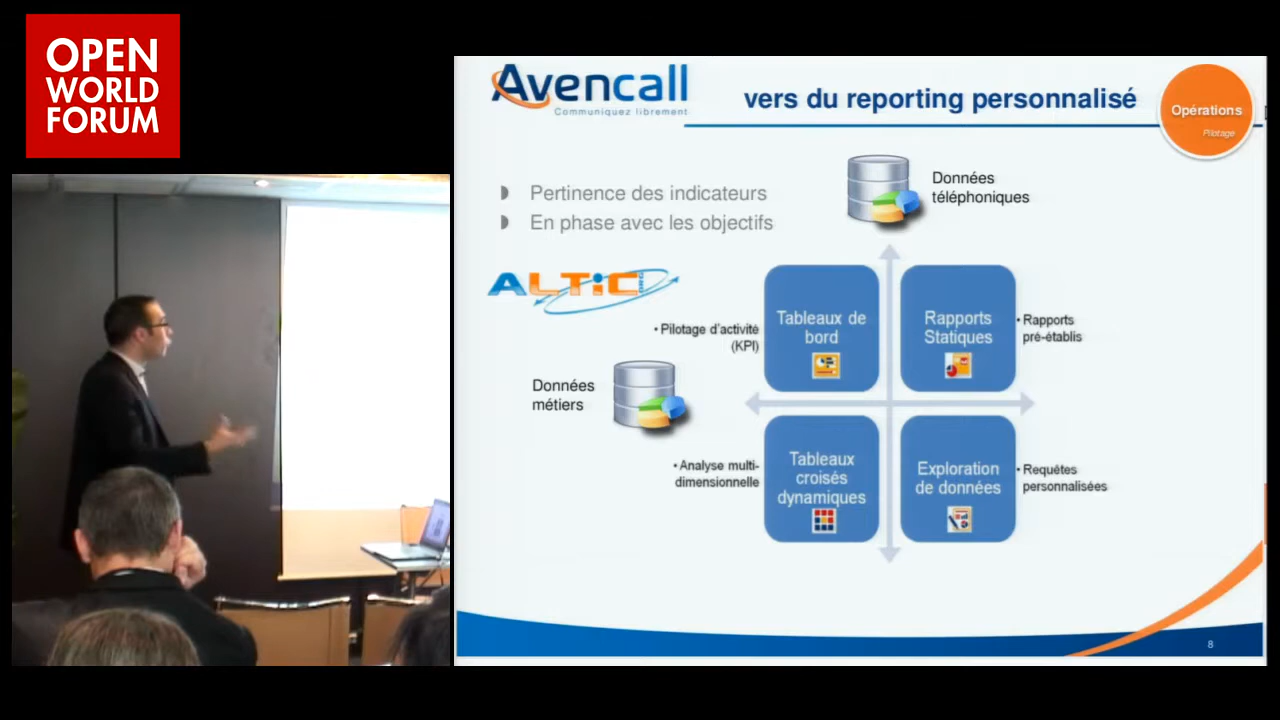 OPEN
WORLD
FORUM
Avencall
Communiquez librement
vers du reporting personnalisé
Opérations
Pilotage
Pertinence des indicateurs
En phase avec les objectifs
Données
téléphoniques
ALTiC
Tableaux de
bord
Rapports
Statiques
• Pilotage d'activité
(KPI)
• Rapports
pré-établis
Données
métiers
Tableaux
croisés
dynamiques
Exploration
de données
• Analyse multi-
dimensionnelle
• Requêtes
personnalisées
8